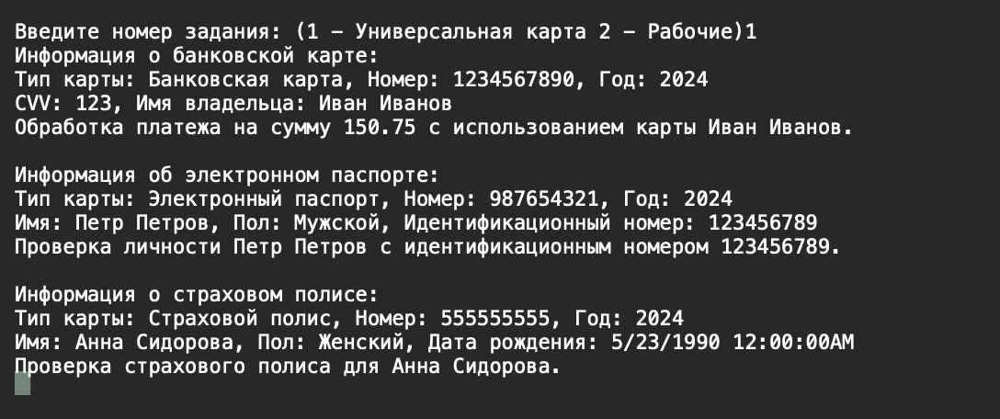 Введите номер задания: (1 - Универсальная карта 2 - Рабочие)1
Информация о банковской карте:
Тип карты: Банковская карта, Номер: 1234567890, Год: 2024
CVV: 123, Имя владельца: Иван Иванов
Обработка платежа на сумму 150.75 с использованием карты Иван Иванов.
Информация об электронном паспорте:
Тип карты: Электронный паспорт, Номер: 987654321, Год: 2024
Имя: Петр Петров, Пол: Мужской, Идентификационный номер: 123456789
Проверка личности Петр Петров с идентификационным номером 123456789.
Информация о страховом полисе:
Тип карты: Страховой полис, Номер: 555555555, Год: 2024
Имя: Анна Сидорова, Пол: Женский, Дата рождения: 5/23/1990 12:00:00AM
Проверка страхового полиса для Анна Сидорова.